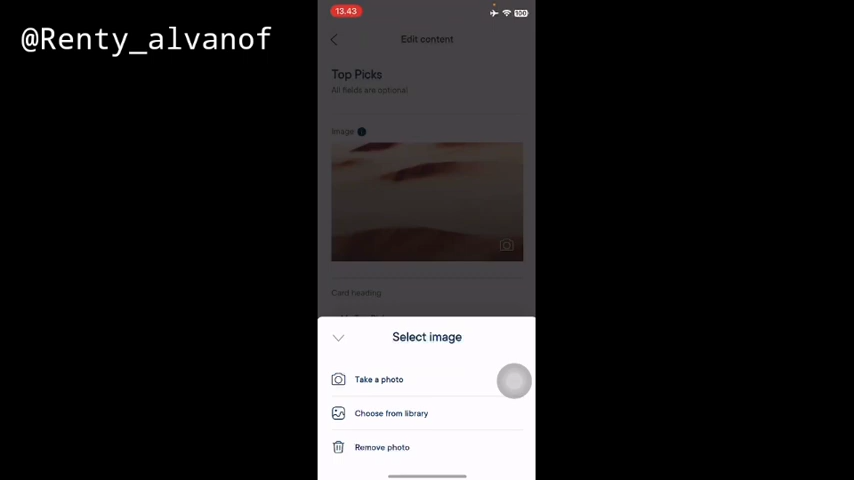 @Renty_alvanof
13.43
100
Edit content
Top Picks
All fields are optional
Image
Card heading
Select image
Take a photo
Choose from library
Remove photo